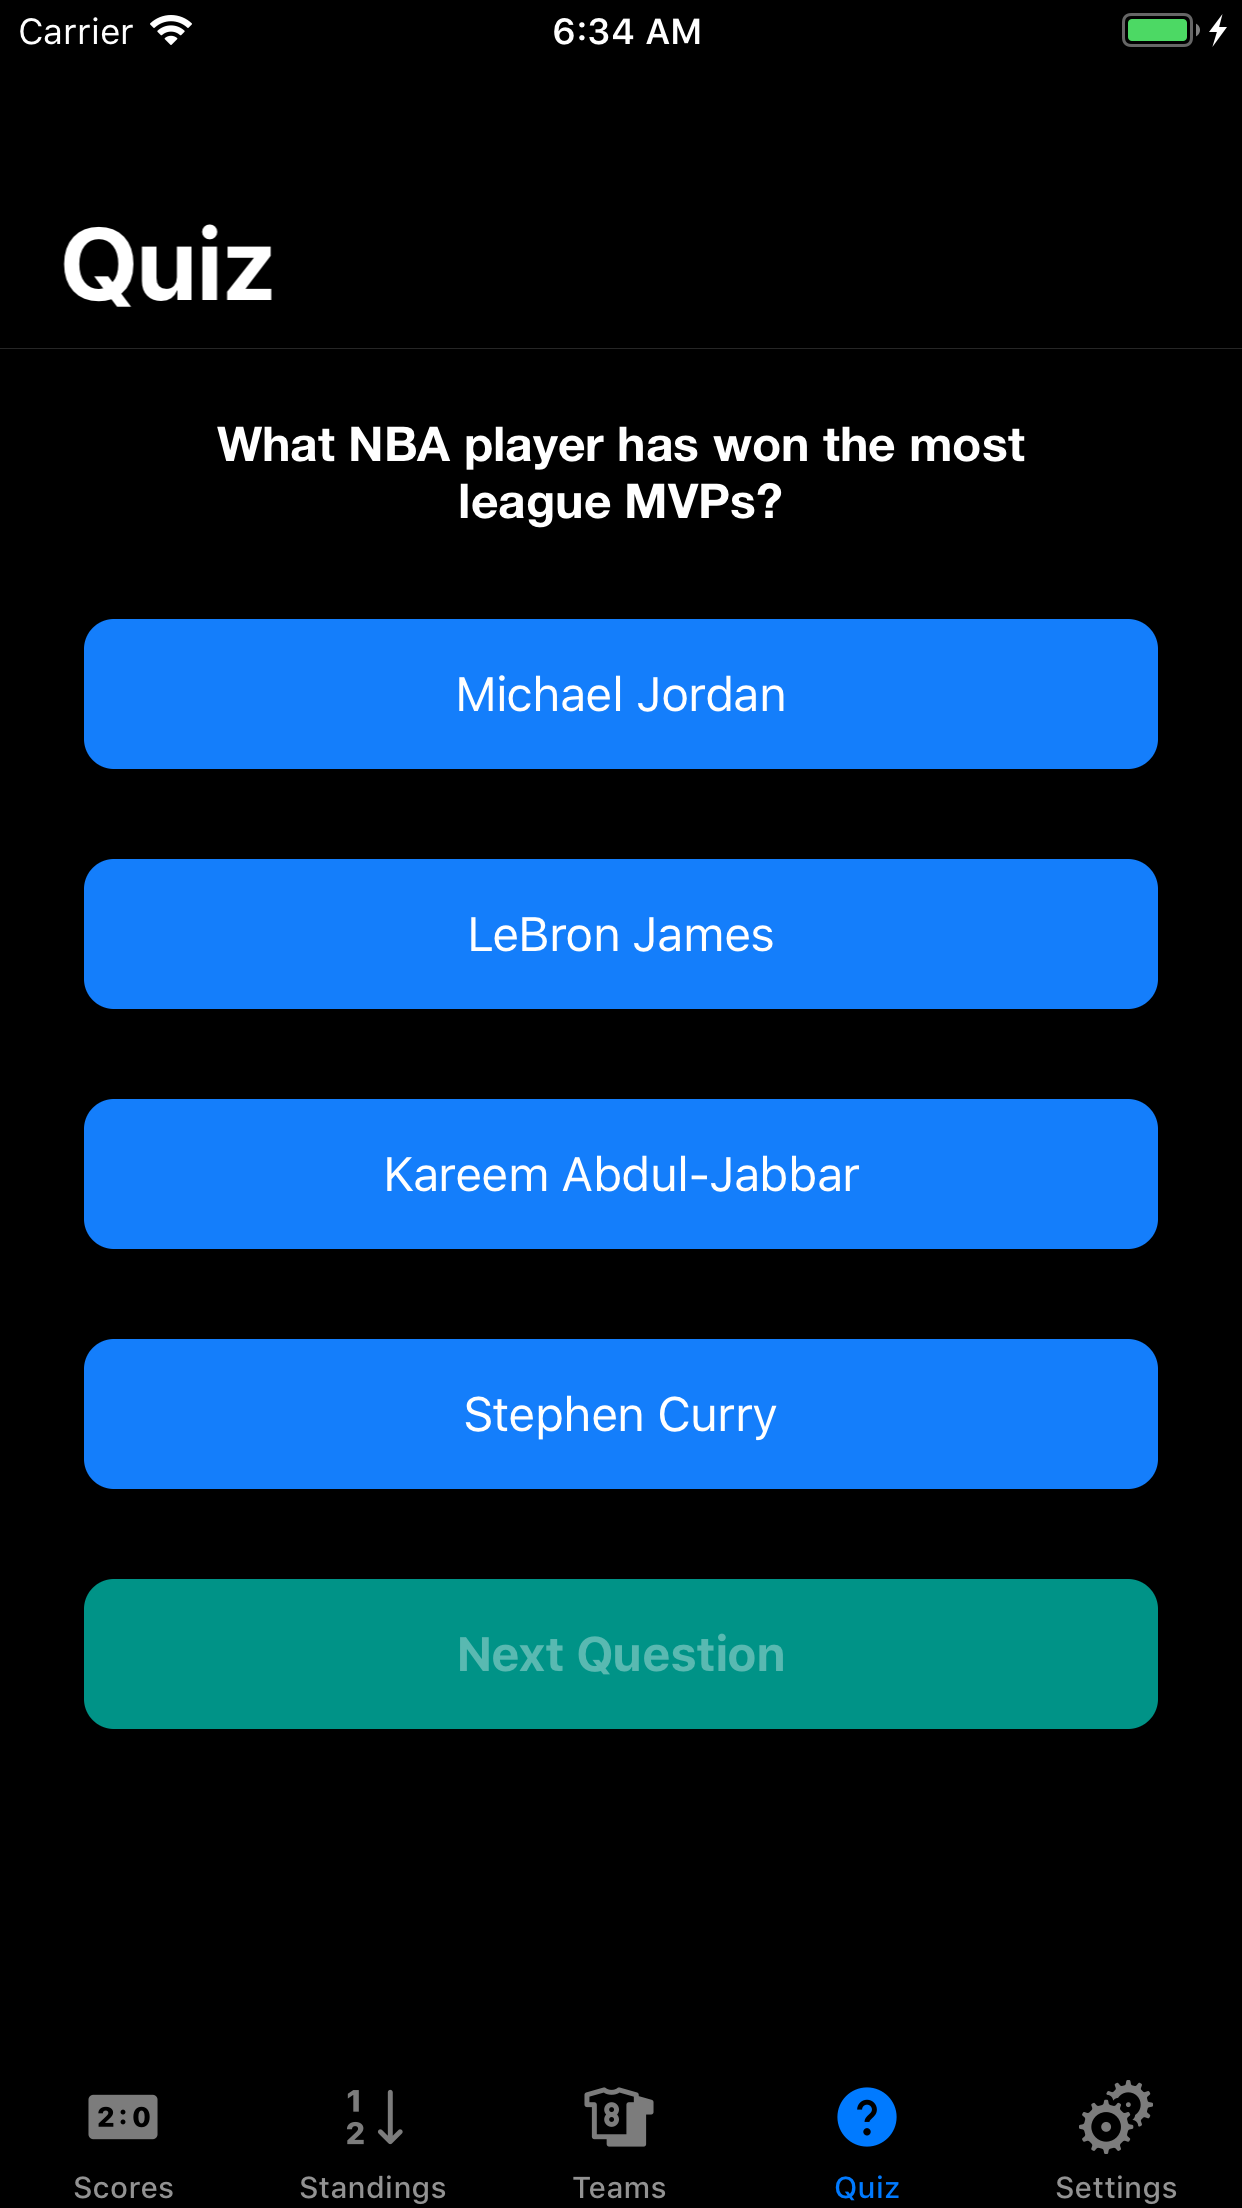 Carrier 6:34 AM
Quiz
What NBA player has won the most
league MVPs?
Michael Jordan
LeBron James
Kareem Abdul-Jabbar
Stephen Curry
Next Question
2:0
1
2
8
?
Scores Standings Teams Quiz Settings